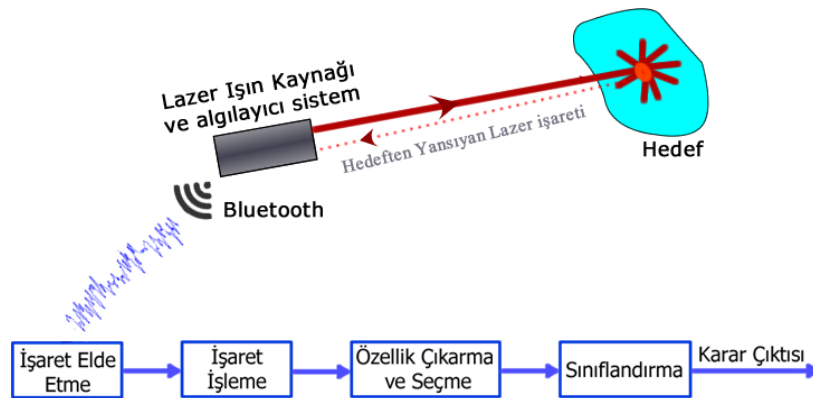 Lazer Işın Kaynağı
ve algılayıcı sistem
Hedeften Yansıyan Lazer işareti
Hedef
Bluetooth
İşaret Elde
Etme
İşaret
İşleme
Özellik Çıkarma
ve Seçme
Sınıflandırma
Karar Çıktısı